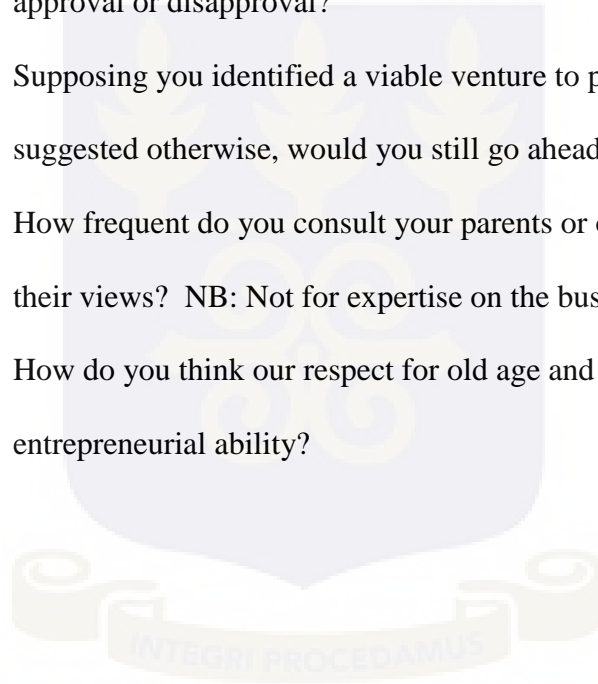 approval or disapproval?
Supposing you identified a viable venture to
suggested otherwise, would you still go ahead
How frequent do you consult your parents or
their views? NB: Not for expertise on the
How do you think our respect for old age and
entrepreneurial ability?
INTEGRI PROCEDAMUS